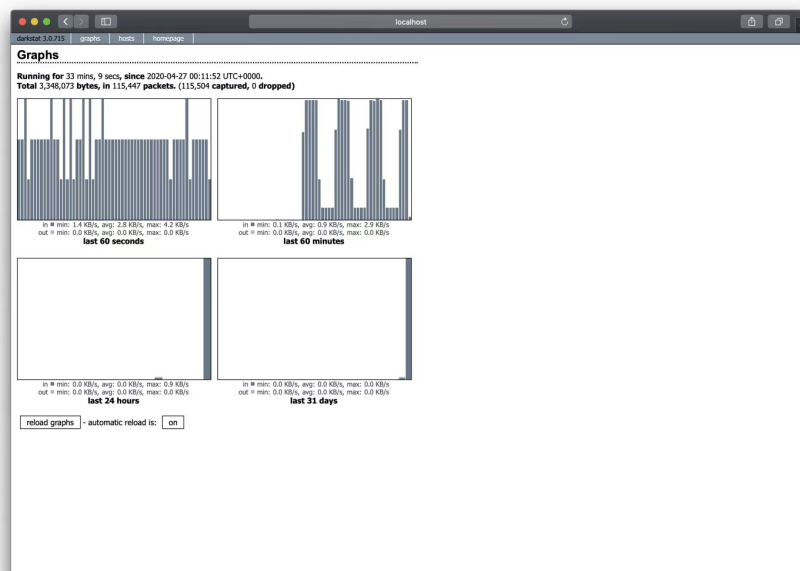 localhost
darkstat 3.0.715 graphs hosts homepage
Graphs
Running for 33 mins, 9 secs, since 2020-04-27 00:11:52 UTC+0000.
Total 3,348,073 bytes, in 115,447 packets. (115,504 captured, 0 dropped)
in min: 1.4 KB/s, avg: 2.8 KB/s, max: 4.2 KB/s
out min: 0.0 KB/s, avg: 0.0 KB/s, max: 0.0 KB/s
last 60 seconds
in min: 0.1 KB/s, avg: 0.9 KB/s, max: 2.9 KB/s
out min: 0.0 KB/s, avg: 0.0 KB/s, max: 0.0 KB/s
last 60 minutes
in min: 0.0 KB/s, avg: 0.0 KB/s, max: 0.9 KB/s
out min: 0.0 KB/s, avg: 0.0 KB/s, max: 0.0 KB/s
last 24 hours
in min: 0.0 KB/s, avg: 0.0 KB/s, max: 0.0 KB/s
out min: 0.0 KB/s, avg: 0.0 KB/s, max: 0.0 KB/s
last 31 days
reload graphs - automatic reload is: on